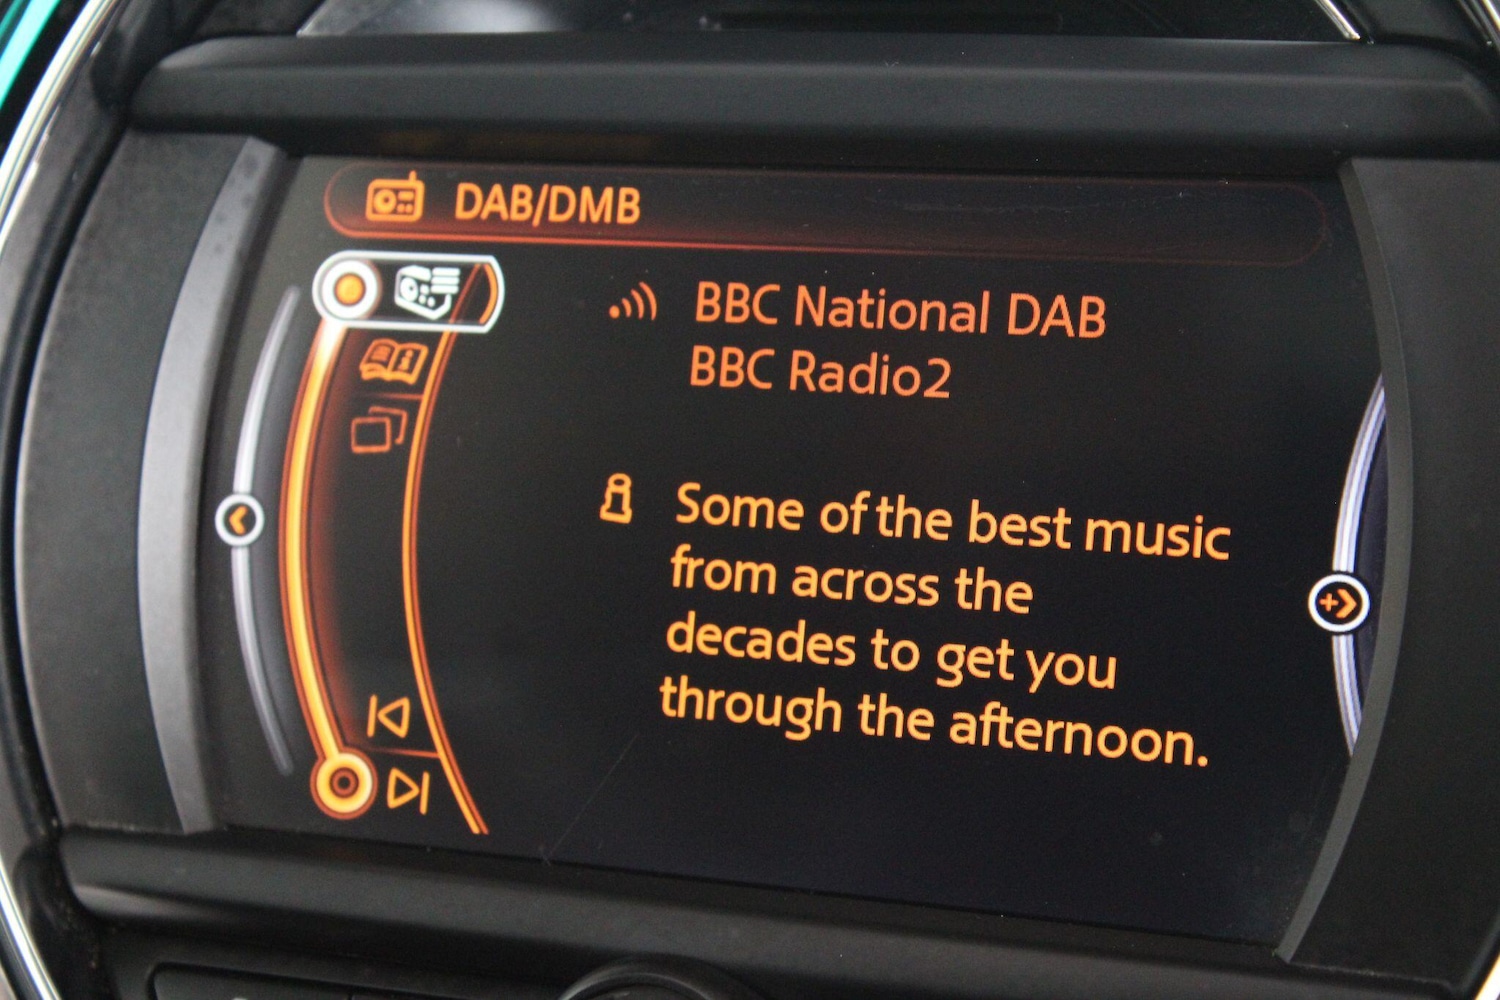 DAB/DMB
BBC National DAB
BBC Radio2
Some of the best music
from across the
decades to get you
through the afternoon.